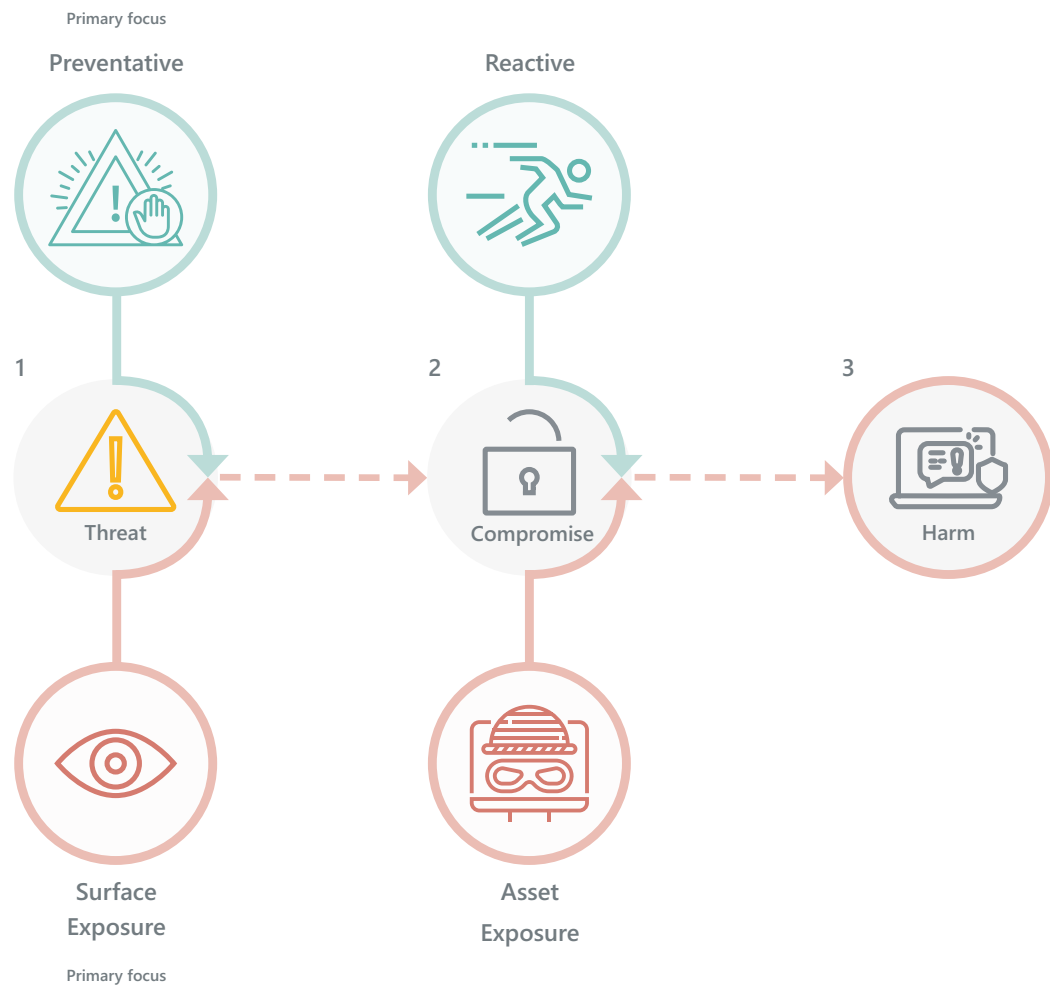 Primary focus
Preventative
Reactive
1
2
3
Threat
Compromise
Harm
Surface
Exposure
Asset
Exposure
Primary focus